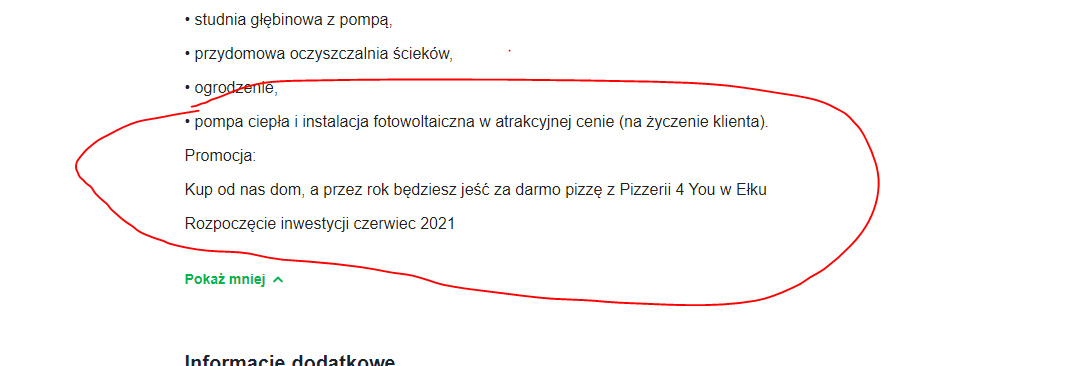 • studnia głębinowa z pompą,
• przydomowa oczyszczalnia ścieków,
• ogrodzenie,
• pompa ciepła i instalacja fotowoltaiczna w atrakcyjnej cenie (na życzenie klienta).
Promocja:
Kup od nas dom, a przez rok będziesz jeść za darmo pizzę z Pizzerii 4 You w Ełku
Rozpoczęcie inwestycji czerwiec 2021
Pokaż mniej
Informacje dodatkowe